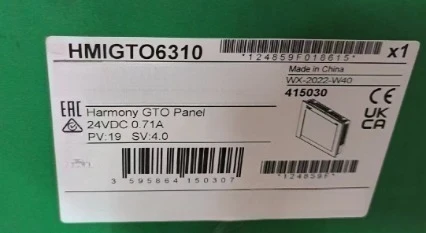 HMIGTO6310
*124859F018615*
x1
Made in China
WX-2022-W40
415030
CE
EAC
Harmony GTO Panel
24VDC 0.71A
PV:19 SV:4.0
UK
CA
3 595864 150307
*124859F*